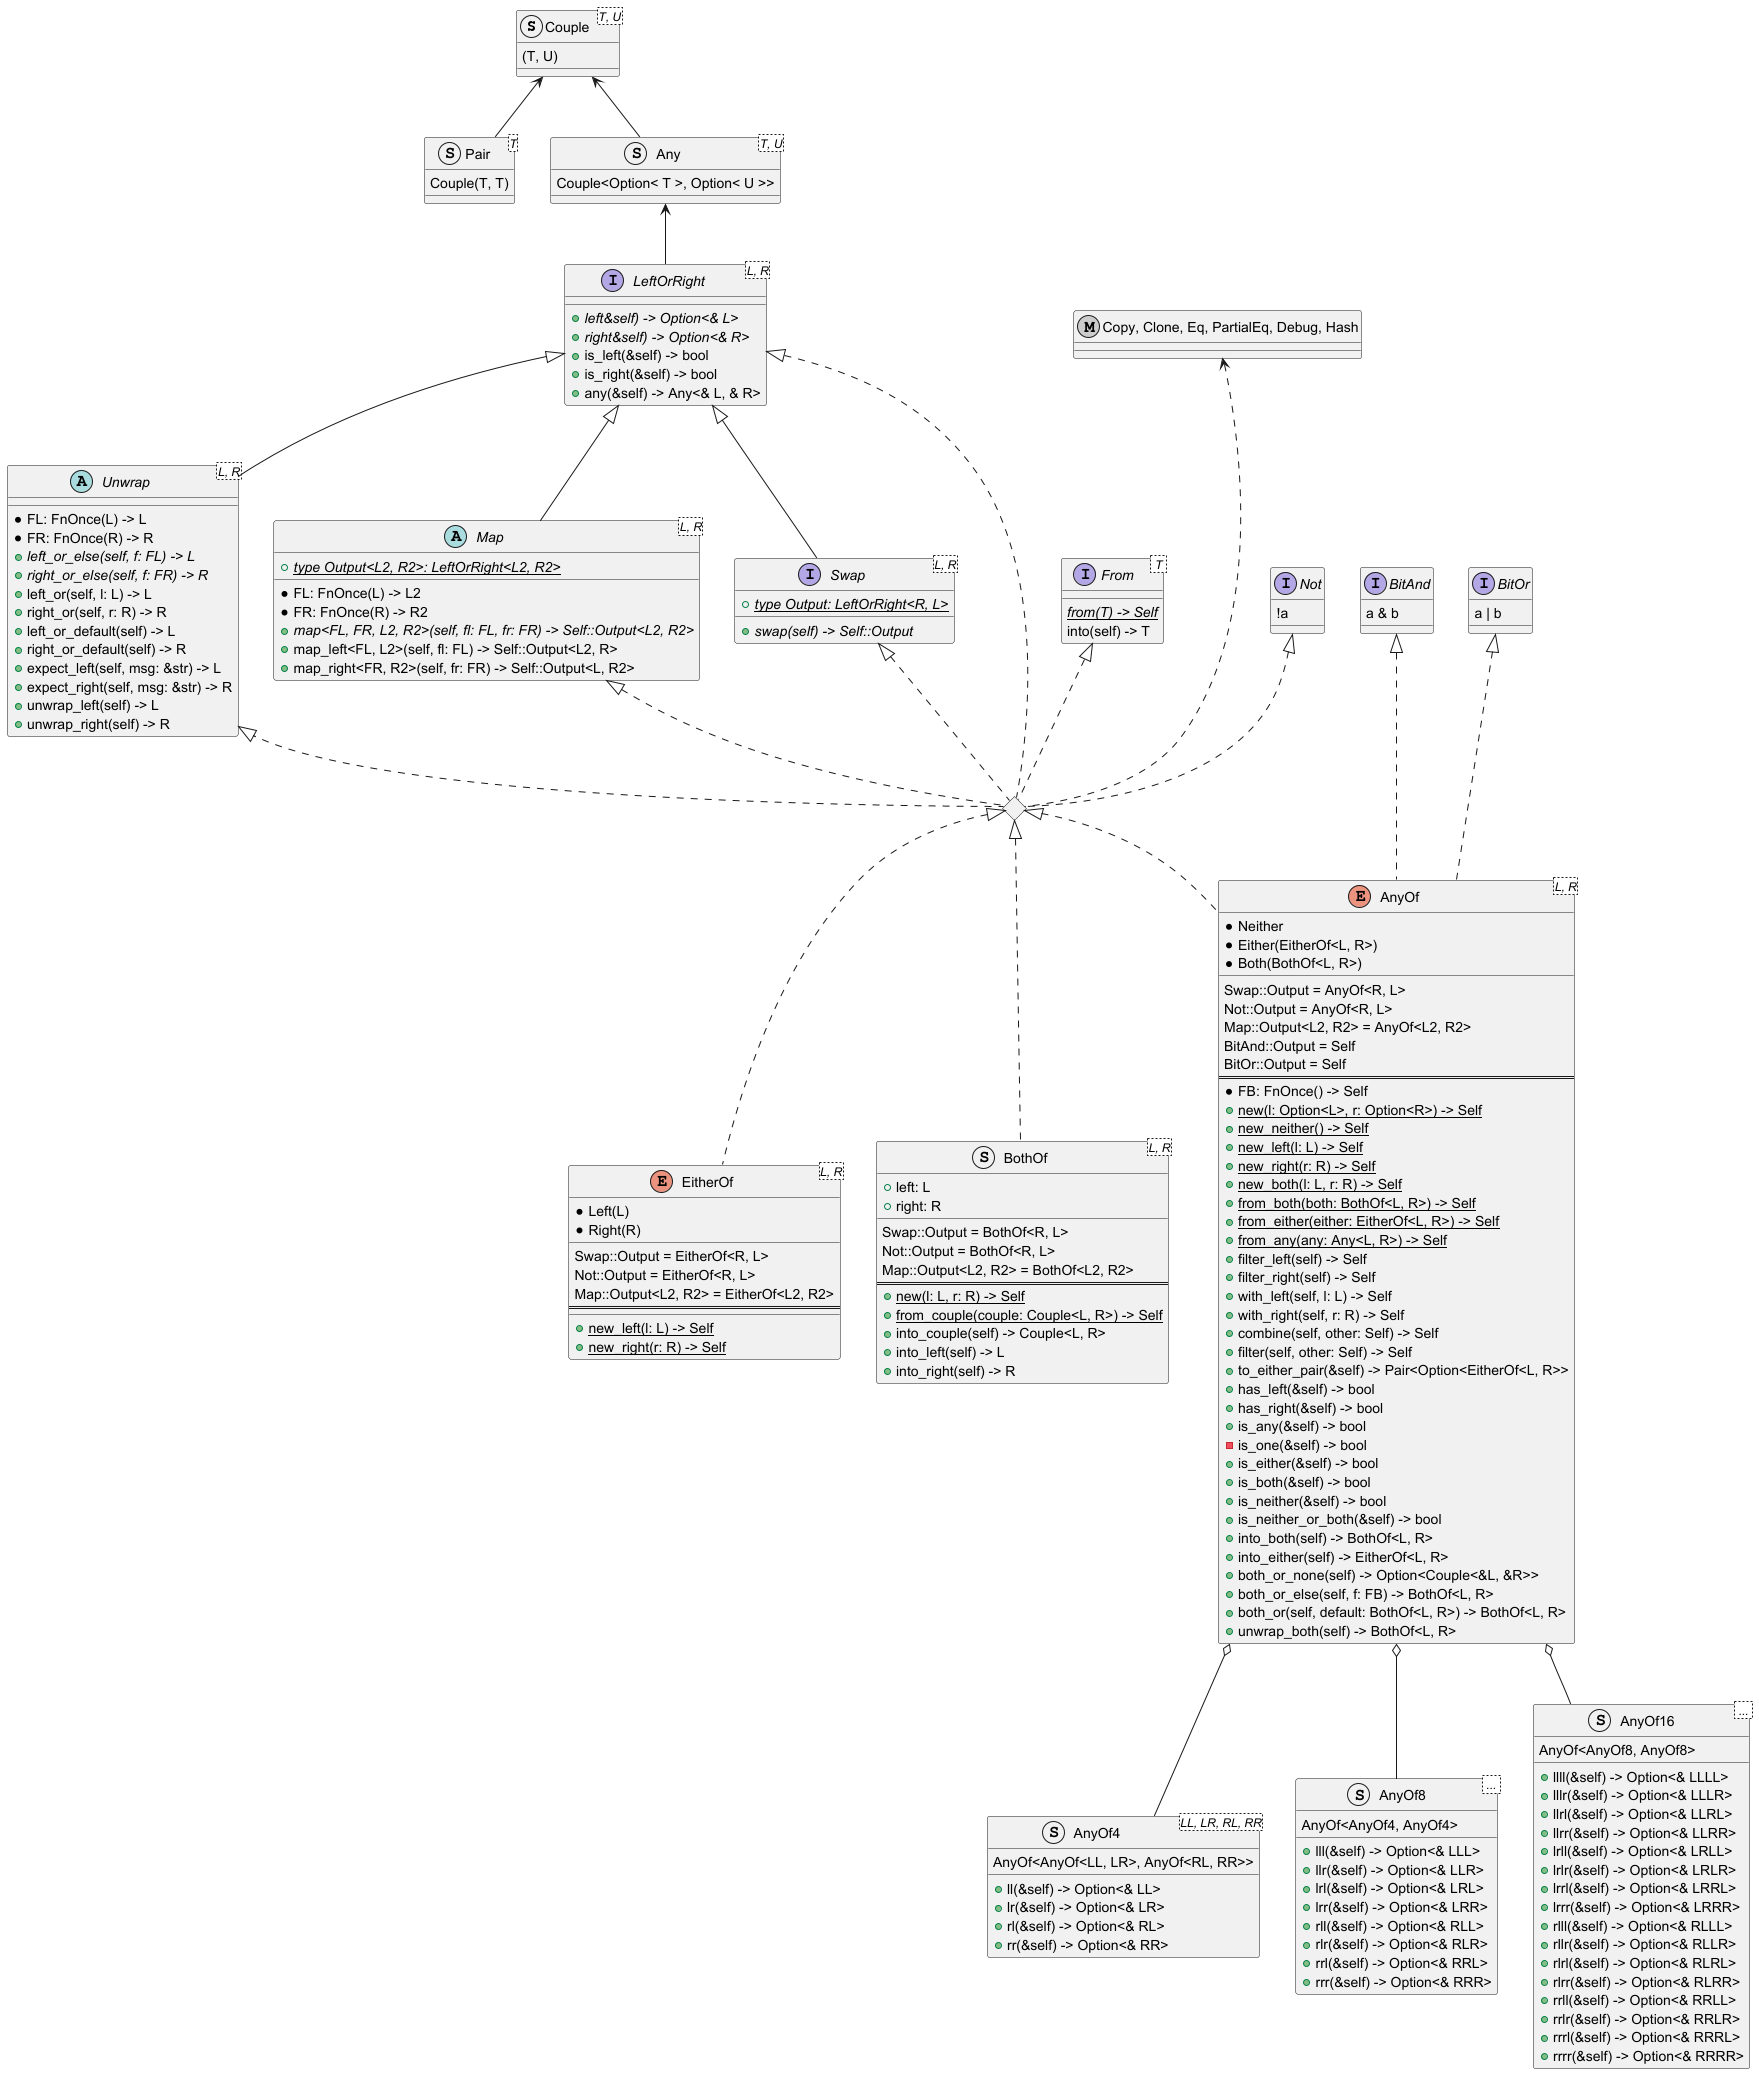 S Couple T, U
(T, U)
S Pair T
Couple(T, T)
S Any T, U
Couple<Option< T >, Option< U >>
I LeftOrRight L, R
left&self) -> Option<& L>
right&self) -> Option<& R>
is_left(&self) -> bool
is_right(&self) -> bool
any(&self) -> Any<& L, & R>
M Copy, Clone, Eq, PartialEq, Debug, Hash
A Unwrap L, R
FL: FnOnce(L) -> L
FR: FnOnce(R) -> R
left_or_else(self, f: FL) -> L
right_or_else(self, f: FR) -> R
left_or(self, l: L) -> L
right_or(self, r: R) -> R
left_or_default(self) -> L
right_or_default(self) -> R
expect_left(self, msg: &str) -> L
expect_right(self, msg: &str) -> R
unwrap_left(self) -> L
unwrap_right(self) -> R
A Map L, R
type Output<L2, R2>: LeftOrRight<L2, R2>
FL: FnOnce(L) -> L2
FR: FnOnce(R) -> R2
map<FL, FR, L2, R2>(self, fl: FL, fr: FR) -> Self::Output<L2, R2>
map_left<FL, L2>(self, fl: FL) -> Self::Output<L2, R>
map_right<FR, R2>(self, fr: FR) -> Self::Output<L, R2>
I Swap L, R
type Output: LeftOrRight<R, L>
swap(self) -> Self::Output
I From T
from(T) -> Self
into(self) -> T
I Not
!a
I BitAnd
a & b
I BitOr
a | b
E AnyOf L, R
Neither
Either(EitherOf<L, R>)
Both(BothOf<L, R>)
Swap::Output = AnyOf<R, L>
Not::Output = AnyOf<R, L>
Map::Output<L2, R2> = AnyOf<L2, R2>
BitAnd::Output = Self
BitOr::Output = Self
FB: FnOnce() -> Self
new(l: Option<L>, r: Option<R>) -> Self
new_neither() -> Self
new_left(l: L) -> Self
new_right(r: R) -> Self
new_both(l: L, r: R) -> Self
from_both(both: BothOf<L, R>) -> Self
from_either(either: EitherOf<L, R>) -> Self
from_any(any: Any<L, R>) -> Self
filter_left(self) -> Self
filter_right(self) -> Self
with_left(self, l: L) -> Self
with_right(self, r: R) -> Self
combine(self, other: Self) -> Self
filter(self, other: Self) -> Self
to_either_pair(&self) -> Pair<Option<EitherOf<L, R>>
has_left(&self) -> bool
has_right(&self) -> bool
is_any(&self) -> bool
is_one(&self) -> bool
is_either(&self) -> bool
is_both(&self) -> bool
is_neither(&self) -> bool
is_neither_or_both(&self) -> bool
into_both(self) -> BothOf<L, R>
into_either(self) -> EitherOf<L, R>
both_or_none(self) -> Option<Couple<&L, &R>>
both_or_else(self, f: FB) -> BothOf<L, R>
both_or(self, default: BothOf<L, R>) -> BothOf<L, R>
unwrap_both(self) -> BothOf<L, R>
E EitherOf L, R
Left(L)
Right(R)
Swap::Output = EitherOf<R, L>
Not::Output = EitherOf<R, L>
Map::Output<L2, R2> = EitherOf<L2, R2>
new_left(l: L) -> Self
new_right(r: R) -> Self
S BothOf L, R
left: L
right: R
Swap::Output = BothOf<R, L>
Not::Output = BothOf<R, L>
Map::Output<L2, R2> = BothOf<L2, R2>
new(l: L, r: R) -> Self
from_couple(couple: Couple<L, R>) -> Self
into_couple(self) -> Couple<L, R>
into_left(self) -> L
into_right(self) -> R
S AnyOf4 LL, LR, RL, RR
AnyOf<AnyOf<LL, LR>, AnyOf<RL, RR>>
ll(&self) -> Option<& LL>
lr(&self) -> Option<& LR>
rl(&self) -> Option<& RL>
rr(&self) -> Option<& RR>
S AnyOf8 ...
AnyOf<AnyOf4, AnyOf4>
lll(&self) -> Option<& LLL>
llr(&self) -> Option<& LLR>
lrl(&self) -> Option<& LRL>
lrr(&self) -> Option<& LRR>
rll(&self) -> Option<& RLL>
rlr(&self) -> Option<& RLR>
rrl(&self) -> Option<& RRL>
rrr(&self) -> Option<& RRR>
S AnyOf16 ...
AnyOf<AnyOf8, AnyOf8>
llll(&self) -> Option<& LLLL>
lllr(&self) -> Option<& LLLR>
llrl(&self) -> Option<& LLRL>
llrr(&self) -> Option<& LLRR>
lrll(&self) -> Option<& LRLL>
lrlr(&self) -> Option<& LRLR>
lrrl(&self) -> Option<& LRRL>
lrrr(&self) -> Option<& LRRR>
rlll(&self) -> Option<& RLLL>
rllr(&self) -> Option<& RLLR>
rlrl(&self) -> Option<& RLRL>
rlrr(&self) -> Option<& RLRR>
rrll(&self) -> Option<& RRLL>
rrlr(&self) -> Option<& RRLR>
rrrl(&self) -> Option<& RRRL>
rrrr(&self) -> Option<& RRRR>